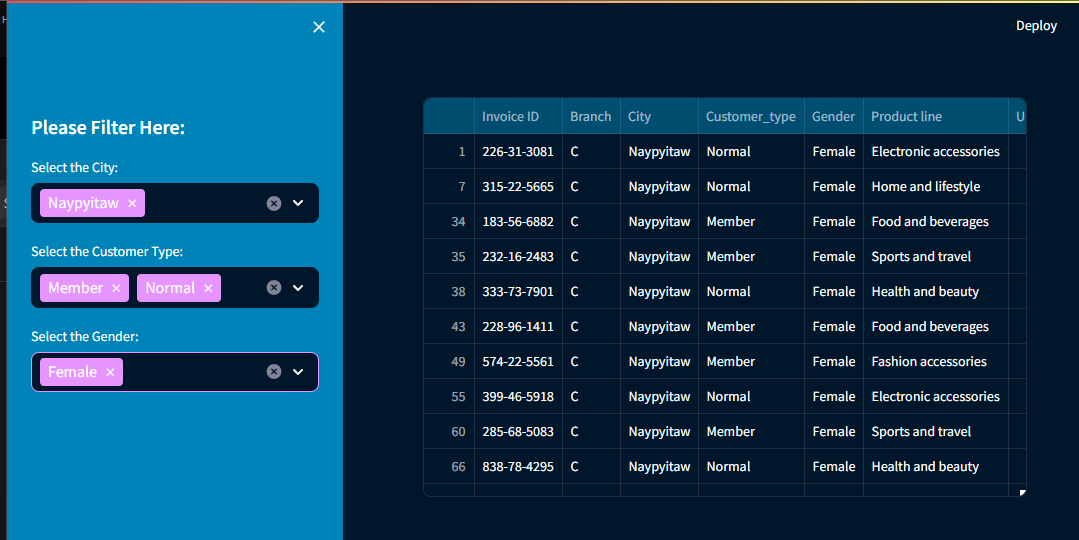 Deploy
Please Filter Here:
Select the City:
Naypyitaw
Select the Customer Type:
Member Normal
Select the Gender:
Female
Invoice ID Branch City Customer_type Gender Product line U
1 226-31-3081 C Naypyitaw Normal Female Electronic accessories
7 315-22-5665 C Naypyitaw Normal Female Home and lifestyle
34 183-56-6882 C Naypyitaw Member Female Food and beverages
35 232-16-2483 C Naypyitaw Member Female Sports and travel
38 333-73-7901 C Naypyitaw Normal Female Health and beauty
43 228-96-1411 C Naypyitaw Member Female Food and beverages
49 574-22-5561 C Naypyitaw Member Female Fashion accessories
55 399-46-5918 C Naypyitaw Normal Female Electronic accessories
60 285-68-5083 C Naypyitaw Member Female Sports and travel
66 838-78-4295 C Naypyitaw Normal Female Health and beauty